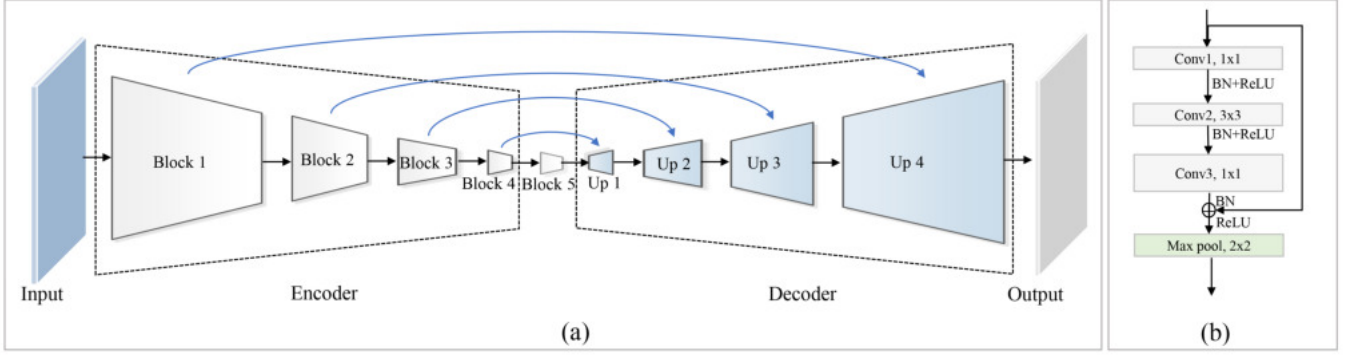 Block 1
Block 2
Block 3
Block 4
Block 5
Up 1
Up 2
Up 3
Up 4
Input
Encoder
Decoder
Output
(a)
Conv1, 1x1
BN+ReLU
Conv2, 3x3
BN+ReLU
Conv3, 1x1
BN
ReLU
Max pool, 2x2
(b)